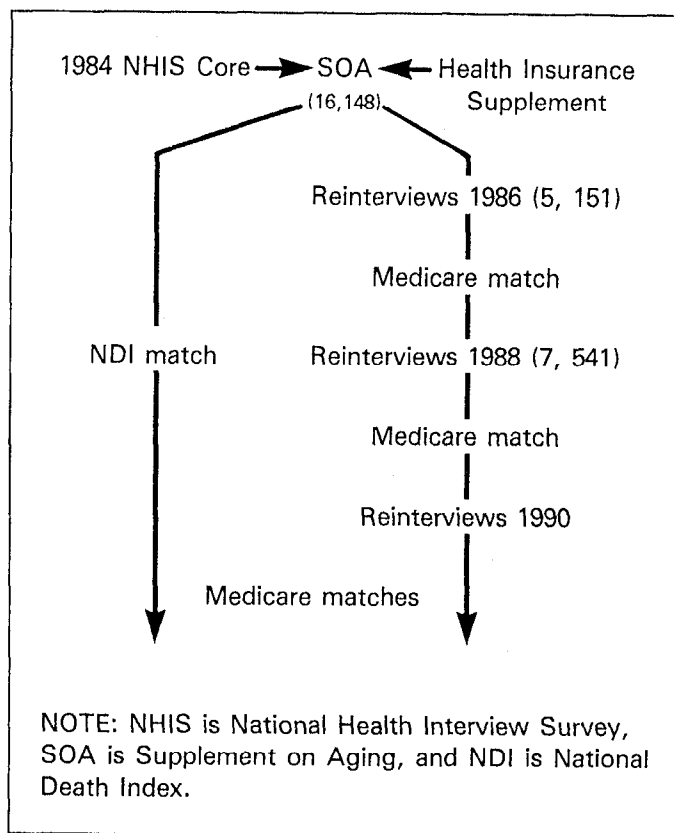 1984 NHIS Core SOA Health Insurance
(16,148) Supplement
Reinterviews 1986 (5, 151)
Medicare match
NDI match Reinterviews 1988 (7, 541)
Medicare match
Reinterviews 1990
Medicare matches
NOTE: NHIS is National Health Interview Survey,
SOA is Supplement on Aging, and NDI is National
Death Index.